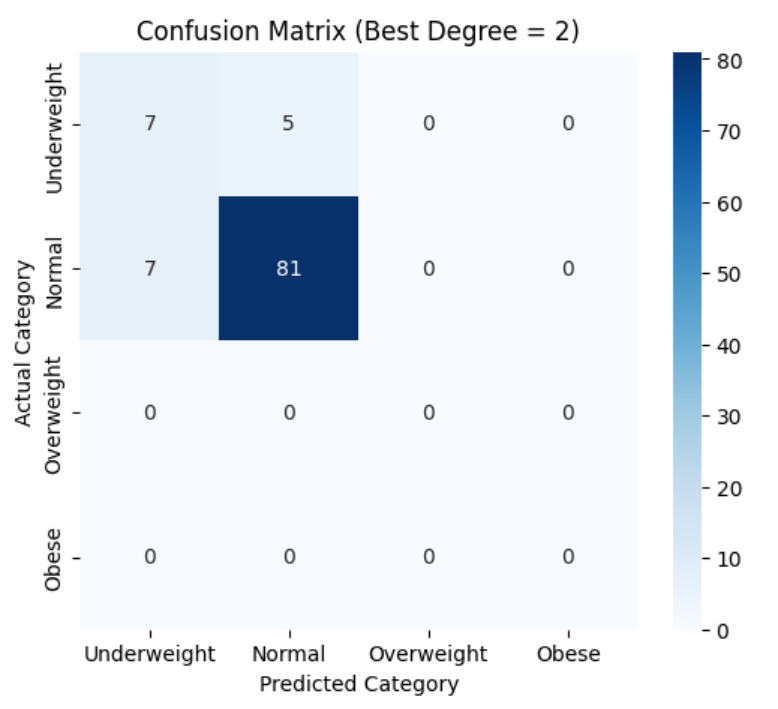 Confusion Matrix (Best Degree = 2)
Actual Category
Underweight 7 5 0 0
Normal 7 81 0 0
Overweight 0 0 0 0
Obese 0 0 0 0
Underweight Normal Overweight Obese
Predicted Category
80
70
60
50
40
30
20
10
0